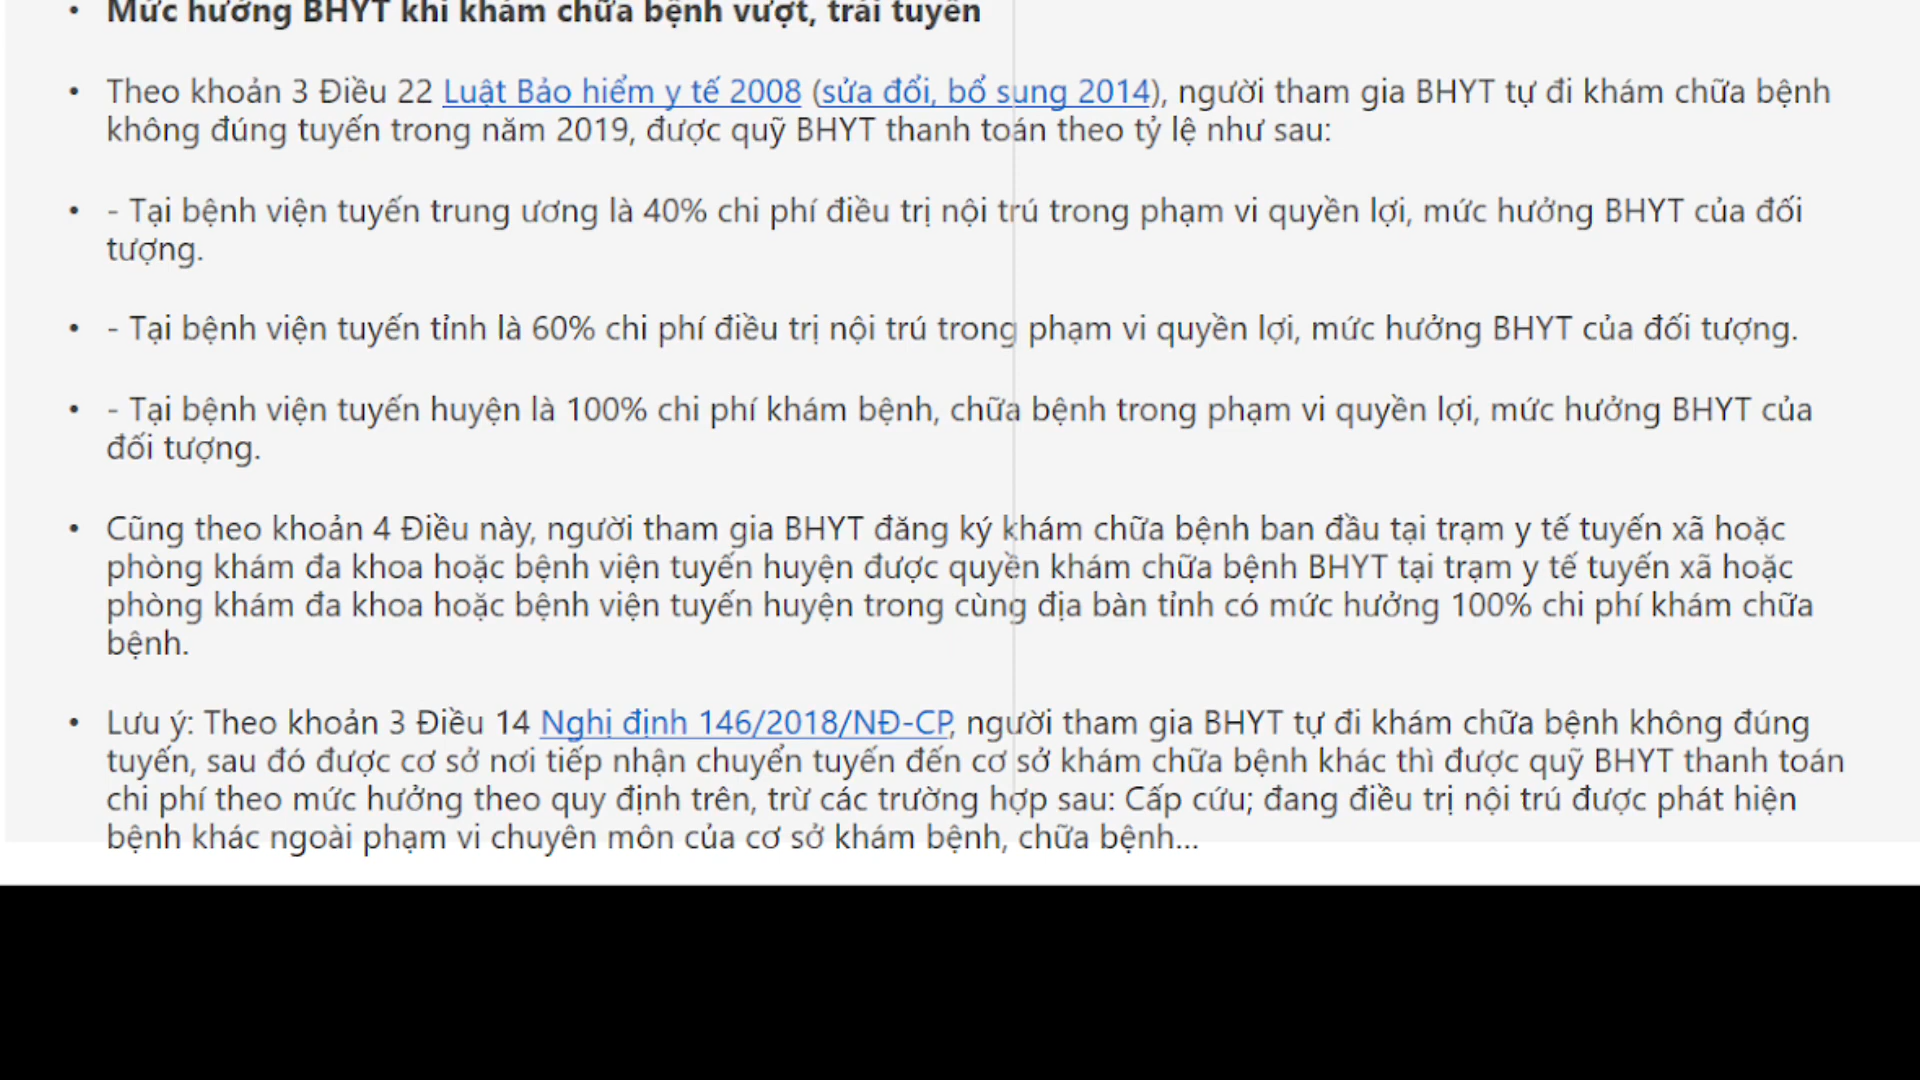 • Mức hưởng BHYT khi khám chữa bệnh vượt, trái tuyến
• Theo khoản 3 Điều 22 Luật Bảo hiểm y tế 2008 (sửa đổi, bổ sung 2014), người tham gia BHYT tự đi khám chữa bệnh
không đúng tuyến trong năm 2019, được quỹ BHYT thanh toán theo tỷ lệ như sau:
• - Tại bệnh viện tuyến trung ương là 40% chi phí điều trị nội trú trong phạm vi quyền lợi, mức hưởng BHYT của đối
tượng.
• - Tại bệnh viện tuyến tỉnh là 60% chi phí điều trị nội trú trong phạm vi quyền lợi, mức hưởng BHYT của đối tượng.
• - Tại bệnh viện tuyến huyện là 100% chi phí khám bệnh, chữa bệnh trong phạm vi quyền lợi, mức hưởng BHYT của
đối tượng.
• Cũng theo khoản 4 Điều này, người tham gia BHYT đăng ký khám chữa bệnh ban đầu tại trạm y tế tuyến xã hoặc
phòng khám đa khoa hoặc bệnh viện tuyến huyện được quyền khám chữa bệnh BHYT tại trạm y tế tuyến xã hoặc
phòng khám đa khoa hoặc bệnh viện tuyến huyện trong cùng địa bàn tỉnh có mức hưởng 100% chi phí khám chữa
bệnh.
• Lưu ý: Theo khoản 3 Điều 14 Nghị định 146/2018/NĐ-CP, người tham gia BHYT tự đi khám chữa bệnh không đúng
tuyến, sau đó được cơ sở nơi tiếp nhận chuyển tuyến đến cơ sở khám chữa bệnh khác thì được quỹ BHYT thanh toán
chi phí theo mức hưởng theo quy định trên, trừ các trường hợp sau: Cấp cứu; đang điều trị nội trú được phát hiện
bệnh khác ngoài phạm vi chuyên môn của cơ sở khám bệnh, chữa bệnh...